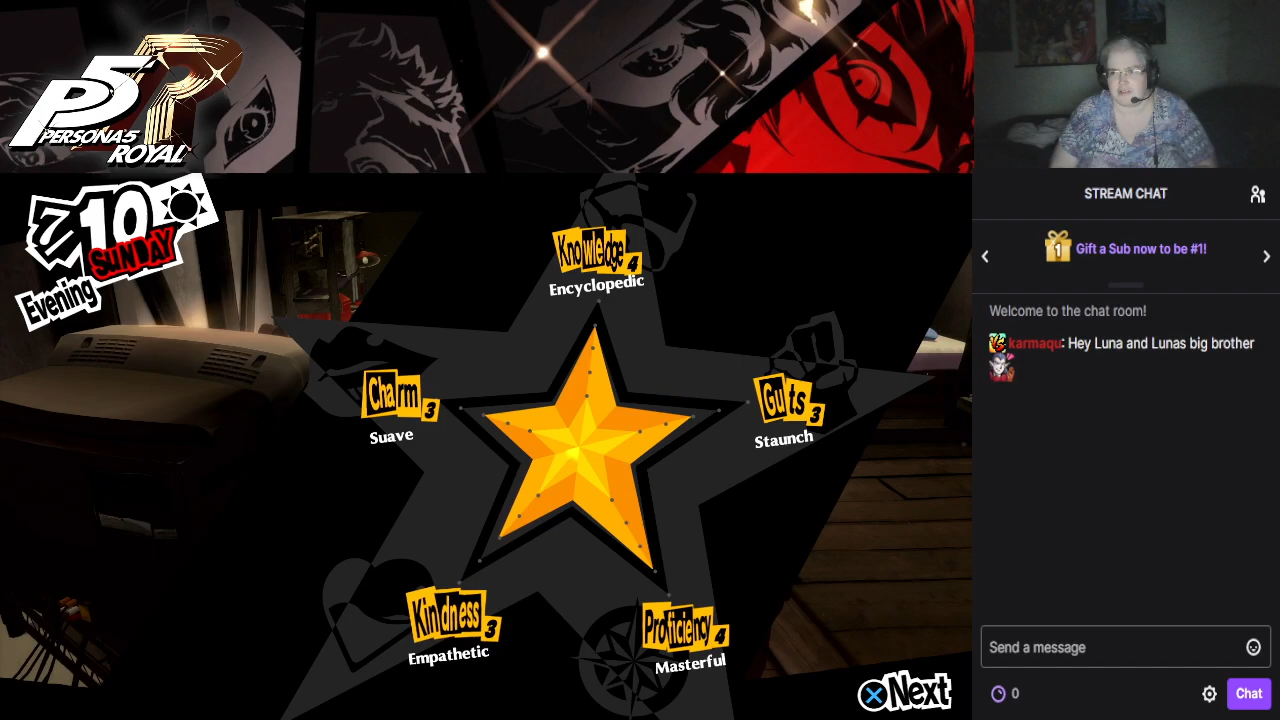 P5R
PERSONA5
ROYAL
7/10
SUNDAY
Evening
Knowledge 4
Encyclopedic
Charm 3
Suave
Guts 3
Staunch
Kindness 3
Empathetic
Proficiency 4
Masterful
Next
STREAM CHAT
1 Gift a Sub now to be #1!
Welcome to the chat room!
VS karmaqu: Hey Luna and Lunas big brother
Send a message
0
Chat